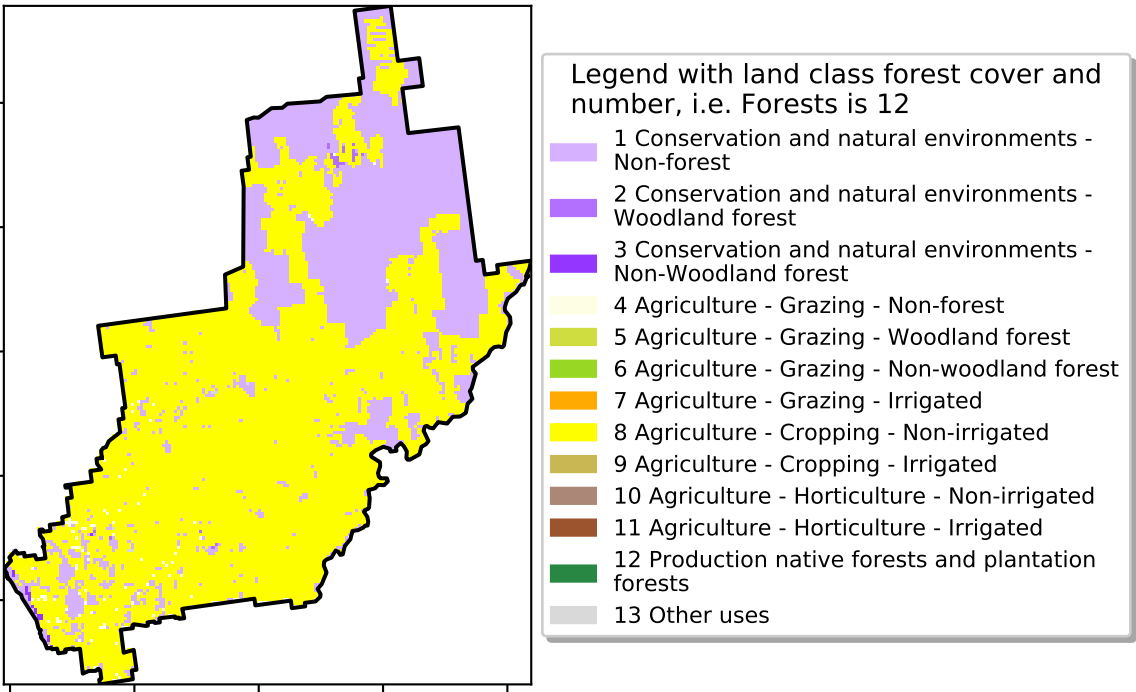 Legend with land class forest cover and
number, i.e. Forests is 12
1 Conservation and natural environments -
Non-forest
2 Conservation and natural environments -
Woodland forest
3 Conservation and natural environments -
Non-Woodland forest
4 Agriculture - Grazing - Non-forest
5 Agriculture - Grazing - Woodland forest
6 Agriculture - Grazing - Non-woodland forest
7 Agriculture - Grazing - Irrigated
8 Agriculture - Cropping - Non-irrigated
9 Agriculture - Cropping - Irrigated
10 Agriculture - Horticulture - Non-irrigated
11 Agriculture - Horticulture - Irrigated
12 Production native forests and plantation
forests
13 Other uses